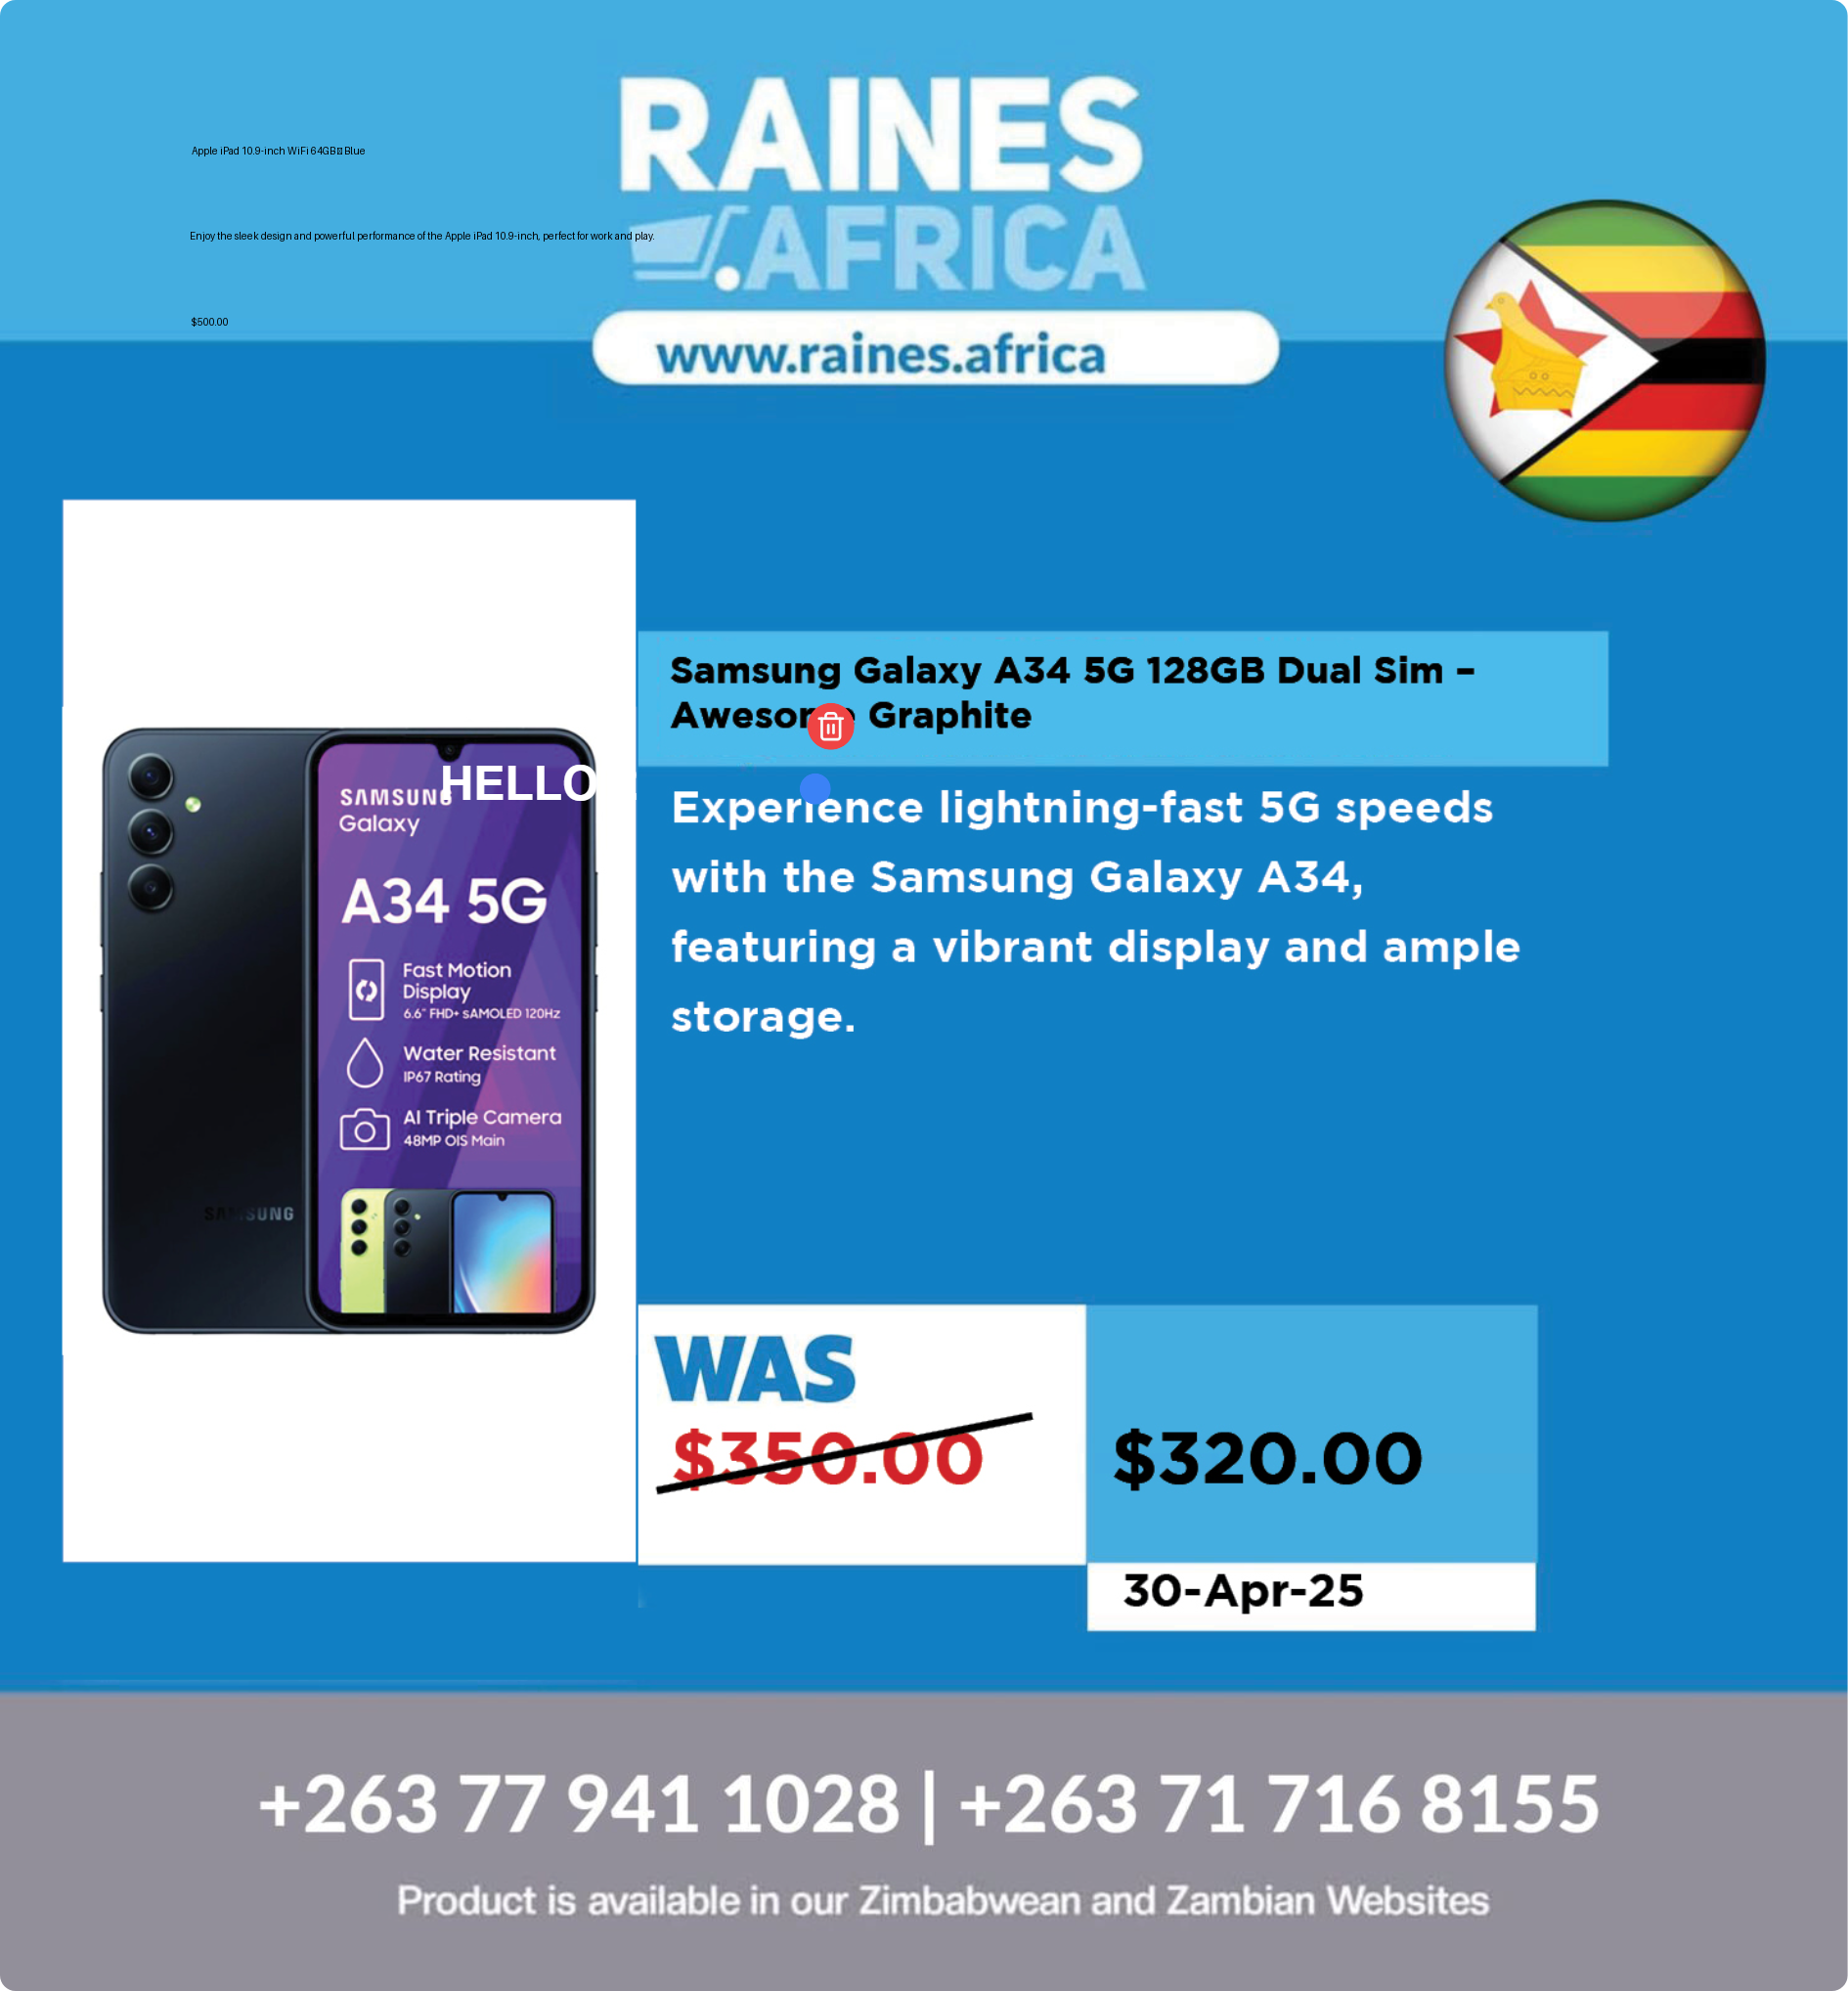 RAINES
.AFRICA
www.raines.africa
Apple iPad 10.9-inch WiFi 64GB Blue
Enjoy the sleek design and powerful performance of the Apple iPad 10.9-inch, perfect for work and play.
$500.00
Samsung Galaxy A34 5G 128GB Dual Sim –
Awesome Graphite
HELLO
SAMSUNG
Galaxy
A34 5G
Fast Motion
Display
6.6" FHD+ sAMOLED 120Hz
Water Resistant
IP67 Rating
AI Triple Camera
48MP OIS Main
SAMSUNG
Experience lightning-fast 5G speeds
with the Samsung Galaxy A34,
featuring a vibrant display and ample
storage.
WAS
$350.00
$320.00
30-Apr-25
+263 77 941 1028 | +263 71 716 8155
Product is available in our Zimbabwean and Zambian Websites